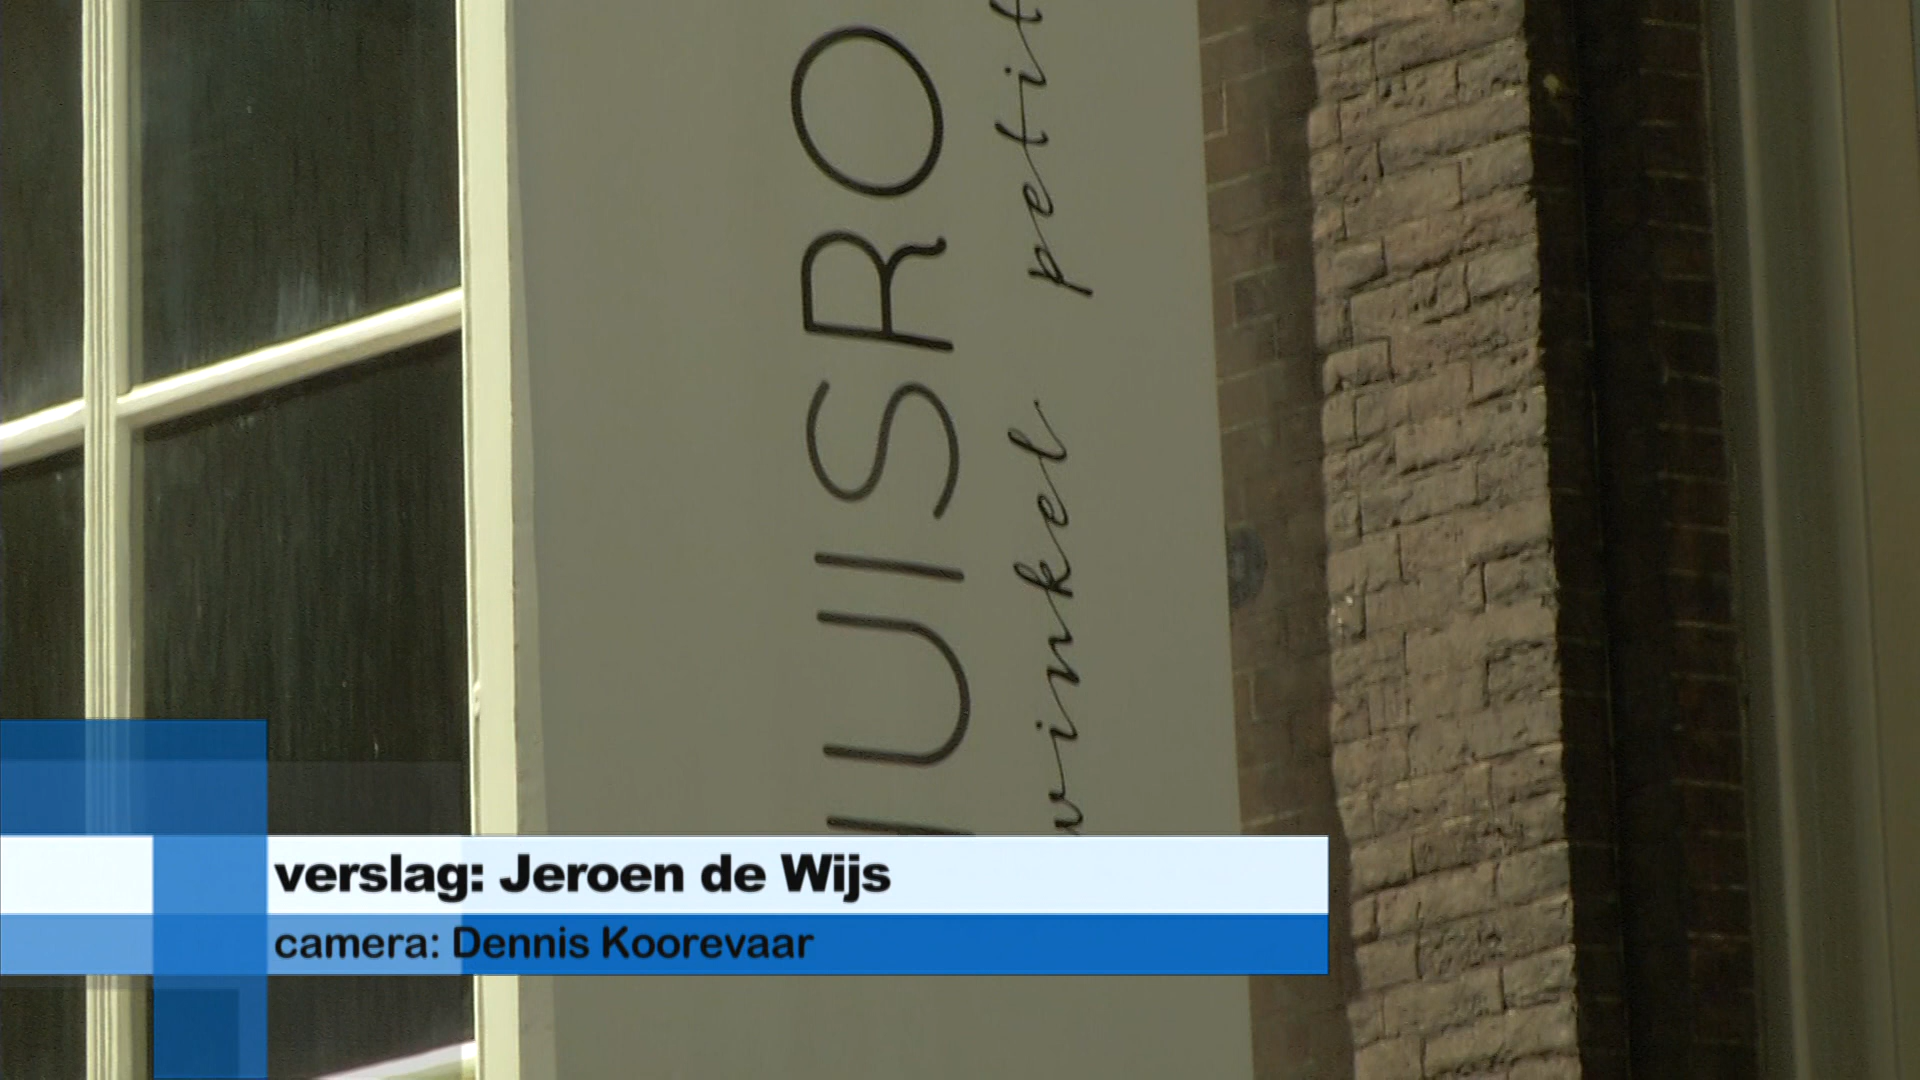 UISRO
winkel petit
verslag: Jeroen de Wijs
camera: Dennis Koorevaar